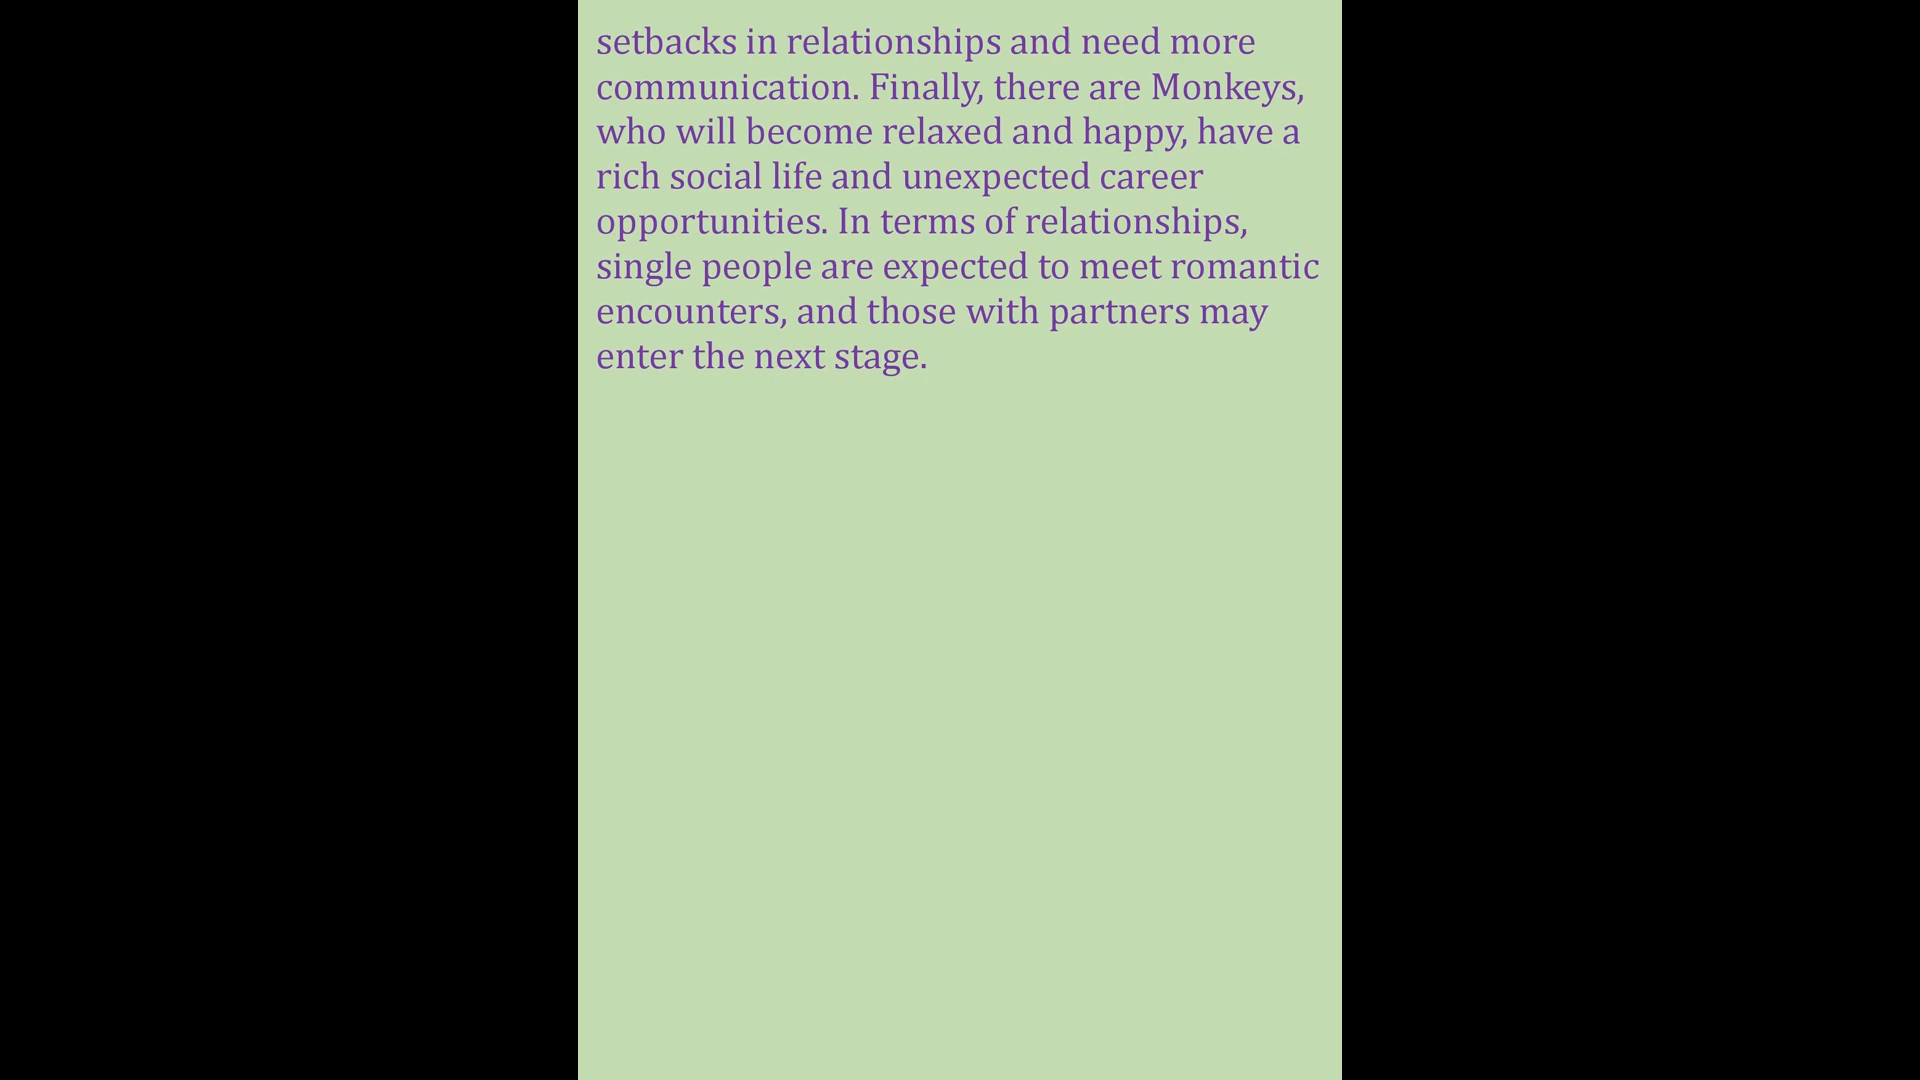 setbacks in relationships and need more
communication. Finally, there are Monkeys,
who will become relaxed and happy, have a
rich social life and unexpected career
opportunities. In terms of relationships,
single people are expected to meet romantic
encounters, and those with partners may
enter the next stage.